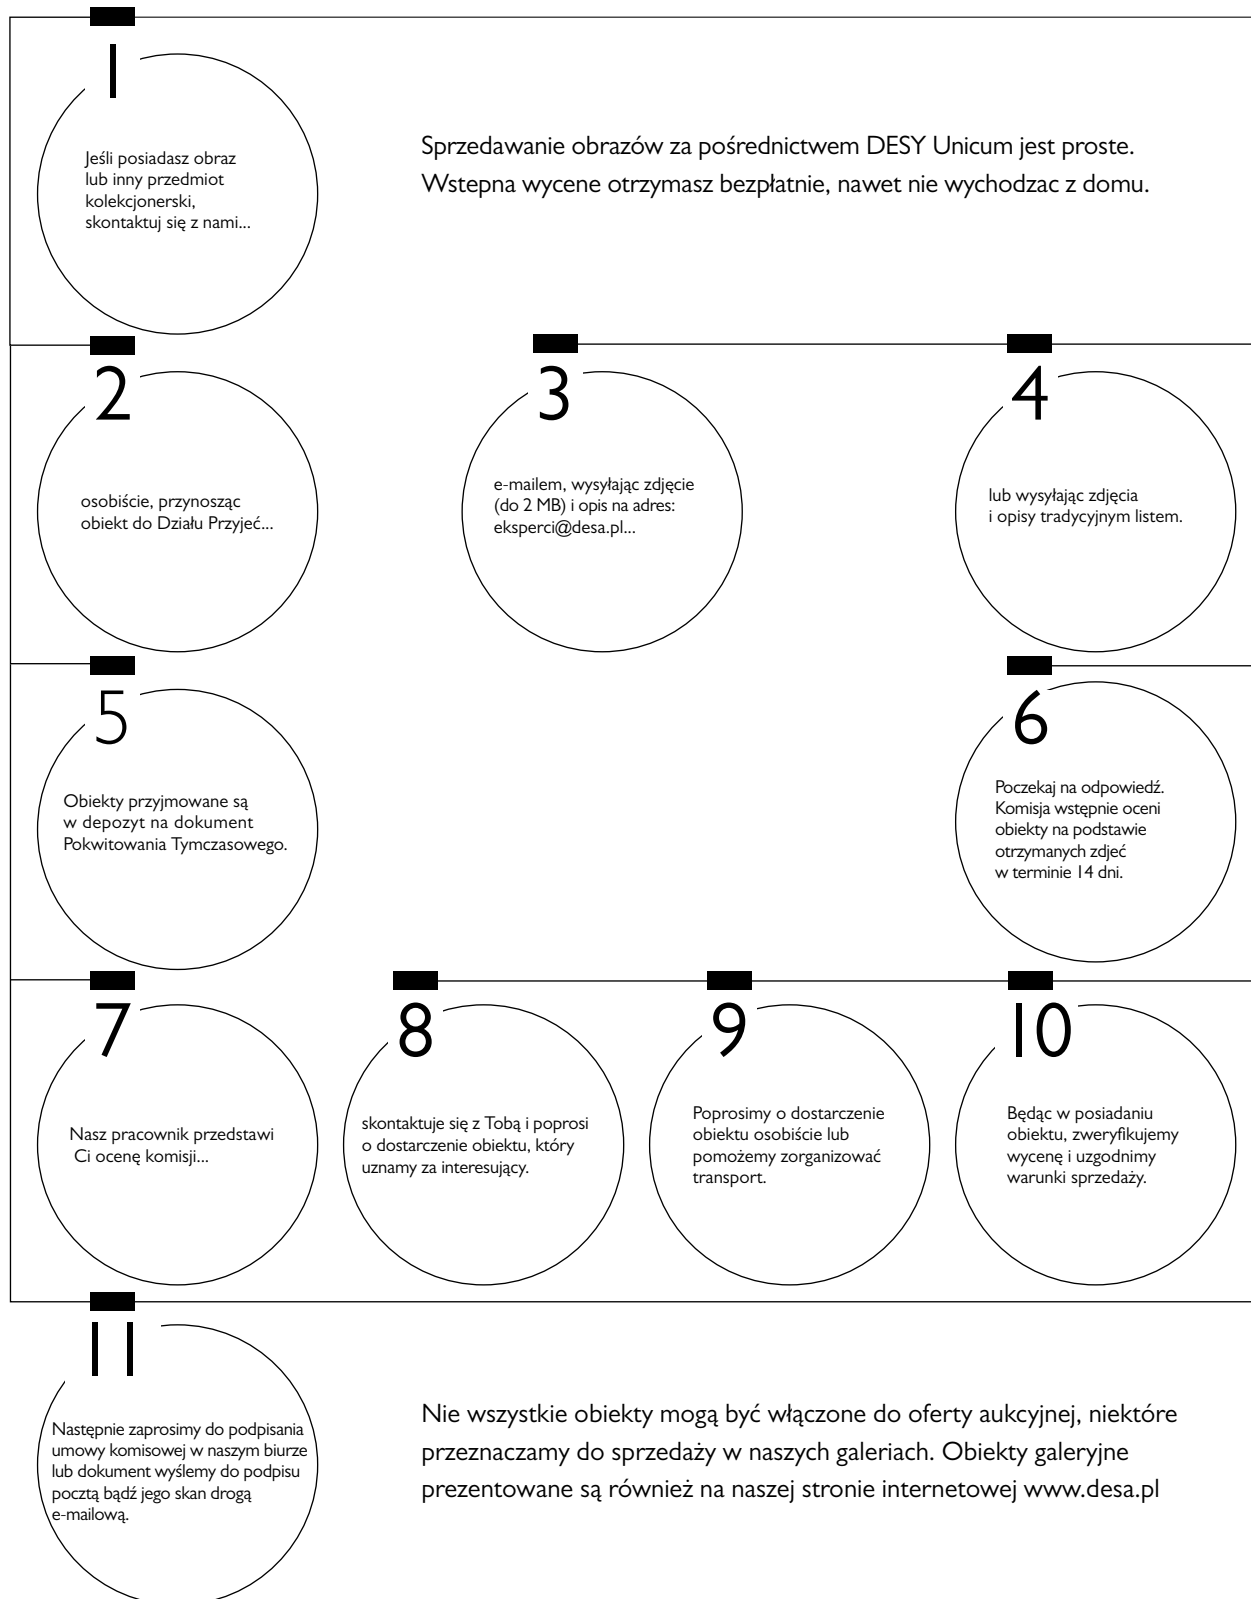 1
Jeśli posiadasz obraz
lub inny przedmiot
kolekcjonerski,
skontaktuj się z nami...
Sprzedawanie obrazów za pośrednictwem DESY Unicum jest proste.
Wstepna wycene otrzymasz bezpłatnie, nawet nie wychodzac z domu.
2
osobiście, przynosząc
obiekt do Działu Przyjeć...
3
e-mailem, wysyłając zdjęcie
(do 2 MB) i opis na adres:
eksperci@desa.pl...
4
lub wysyłając zdjęcia
i opisy tradycyjnym listem.
5
Obiekty przyjmowane są
w depozyt na dokument
Pokwitowania Tymczasowego.
6
Poczekaj na odpowiedź.
Komisja wstępnie oceni
obiekty na podstawie
otrzymanych zdjeć
w terminie 14 dni.
7
Nasz pracownik przedstawi
Ci ocenę komisji...
8
skontaktuje się z Tobą i poprosi
o dostarczenie obiektu, który
uznamy za interesujący.
9
Poprosimy o dostarczenie
obiektu osobiście lub
pomożemy zorganizować
transport.
10
Będąc w posiadaniu
obiektu, zweryfikujemy
wycenę i uzgodnimy
warunki sprzedaży.
11
Następnie zaprosimy do podpisania
umowy komisowej w naszym biurze
lub dokument wyślemy do podpisu
pocztą bądź jego skan drogą
e-mailową.
Nie wszystkie obiekty mogą być włączone do oferty aukcyjnej, niektóre
przeznaczamy do sprzedaży w naszych galeriach. Obiekty galeryjne
prezentowane są również na naszej stronie internetowej www.desa.pl